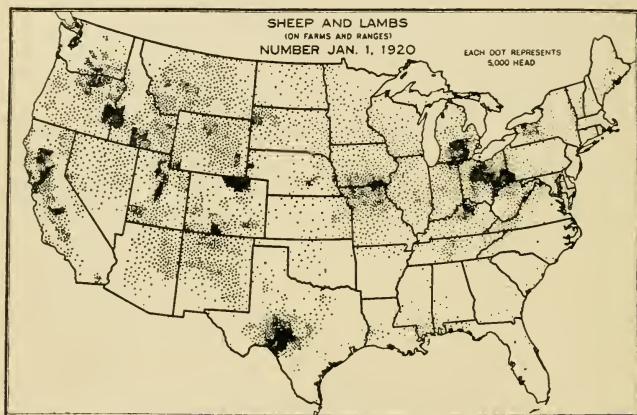 SHEEP AND LAMBS
(ON FARMS AND RANGES)
NUMBER JAN. 1, 1920
EACH DOT REPRESENTS
5,000 HEAD